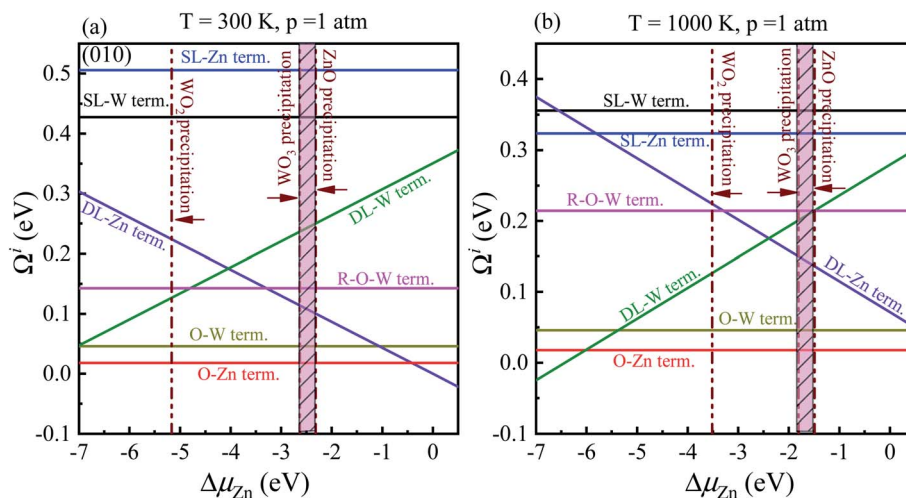 (a)
T = 300 K, p =1 atm
(010)
SL-Zn term.
SL-W term.
WO₂ precipitation
WO₃ precipitation
ZnO precipitation
DL-Zn term.
DL-W term.
R-O-W term.
O-W term.
O-Zn term.
0.5
0.4
0.3
0.2
0.1
0.0
-0.1
Ωⁱ (eV)
-7 -6 -5 -4 -3 -2 -1 0
Δμ_Zn (eV)
(b)
T = 1000 K, p =1 atm
SL-W term.
SL-Zn term.
WO₂ precipitation
WO₃ precipitation
ZnO precipitation
R-O-W term.
DL-W term.
DL-Zn term.
O-W term.
O-Zn term.
0.4
0.3
0.2
0.1
0.0
-0.1
Ωⁱ (eV)
-7 -6 -5 -4 -3 -2 -1 0
Δμ_Zn (eV)